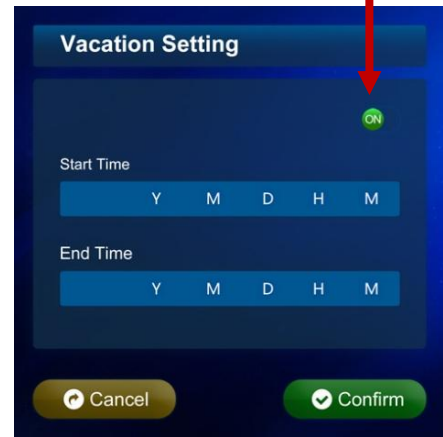 Vacation Setting
ON
Start Time
Y M D H M
End Time
Y M D H M
Cancel Confirm